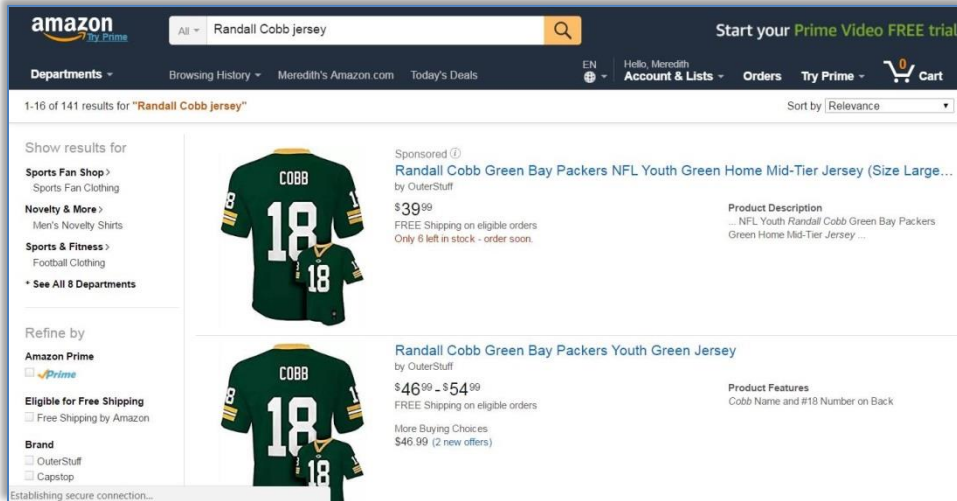 amazon
Try Prime
All
Randall Cobb jersey
Start your Prime Video FREE trial
Departments
Browsing History
Meredith's Amazon.com
Today's Deals
EN
Hello, Meredith
Account & Lists
Orders
Try Prime
0
Cart
1-16 of 141 results for "Randall Cobb jersey"
Sort by Relevance
Show results for
Sports Fan Shop >
Sports Fan Clothing
Novelty & More >
Men's Novelty Shirts
Sports & Fitness >
Football Clothing
+ See All 8 Departments
Refine by
Amazon Prime
Prime
Eligible for Free Shipping
Free Shipping by Amazon
Brand
OuterStuff
Capstop
Establishing secure connection...
COBB
18
18
18
Sponsored
Randall Cobb Green Bay Packers NFL Youth Green Home Mid-Tier Jersey (Size Large...
by OuterStuff
$39 99
FREE Shipping on eligible orders
Only 6 left in stock - order soon.
Product Description
... NFL Youth Randall Cobb Green Bay Packers
Green Home Mid-Tier Jersey ...
COBB
18
18
18
Randall Cobb Green Bay Packers Youth Green Jersey
by OuterStuff
$46 99 - $54 99
FREE Shipping on eligible orders
More Buying Choices
$46.99 (2 new offers)
Product Features
Cobb Name and #18 Number on Back